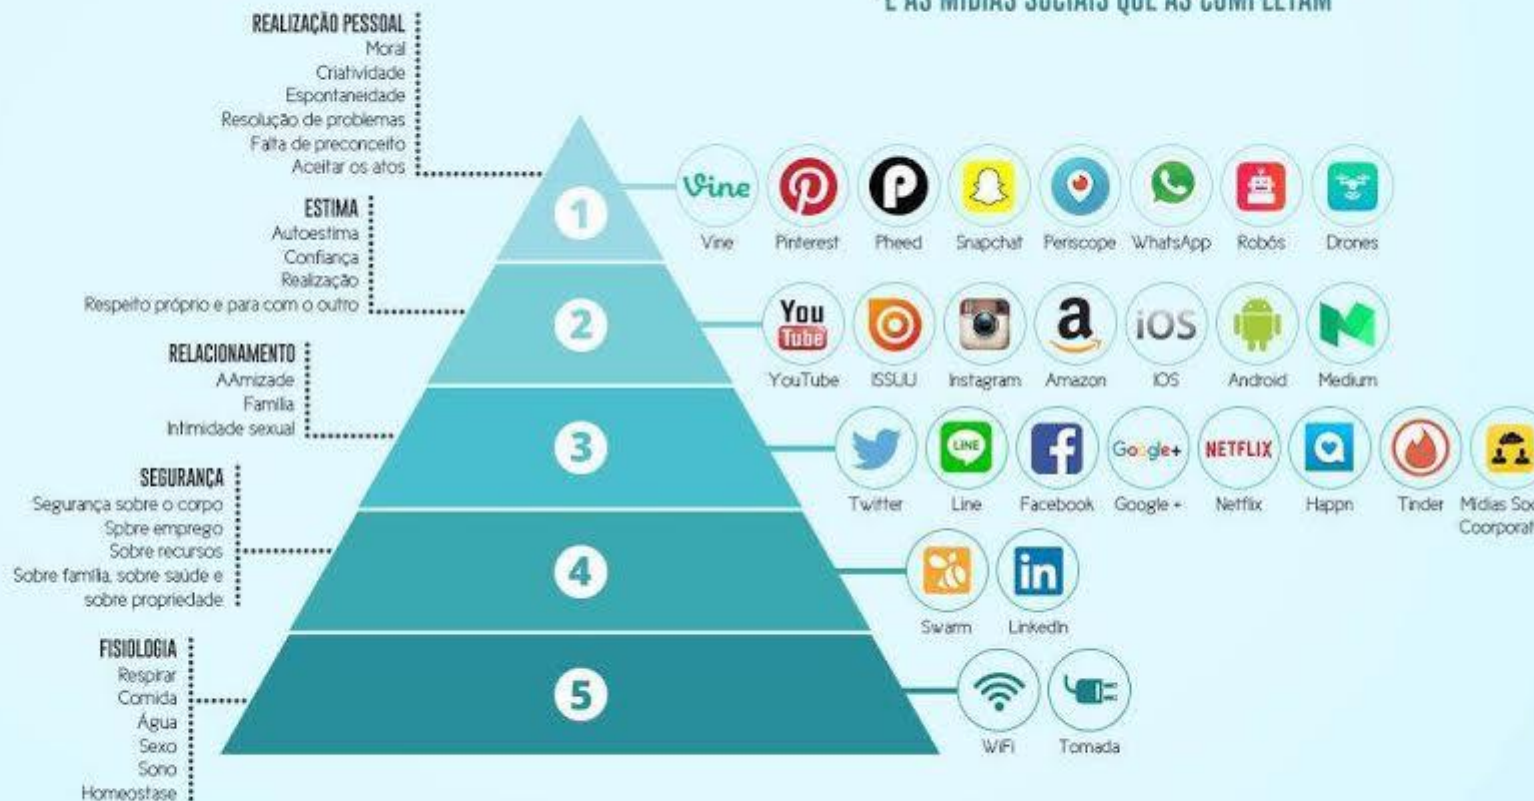 *E AS MÍDIAS SOCIAIS QUE AS COMPLETAM
REALIZAÇÃO PESSOAL
Moral
Criatividade
Espontaneidade
Resolução de problemas
Falta de preconceito
Aceitar os atos
ESTIMA
Autoestima
Confiança
Realização
Respeito próprio e para com o outro
RELACIONAMENTO
AAmizade
Família
Intimidade sexual
SEGURANÇA
Segurança sobre o corpo
Spbre emprego
Sobre recursos
Sobre família, sobre saúde e
sobre propriedade
FISIOLOGIA
Respirar
Comida
Água
Sexo
Sono
Homeostase
1
2
3
4
5
Vine
Vine Pinterest Pheed Snapchat Periscope WhatsApp Robôs Drones
You
Tube
a iOS
YouTube ISSUU Instagram Amazon IOS Android Medium
LINE f Google+ NETFLIX
Twitter Line Facebook Google + Netflix Happn Tinder Mídias Soc
Coorporat
in
Swarm LinkedIn
WiFi Tomada